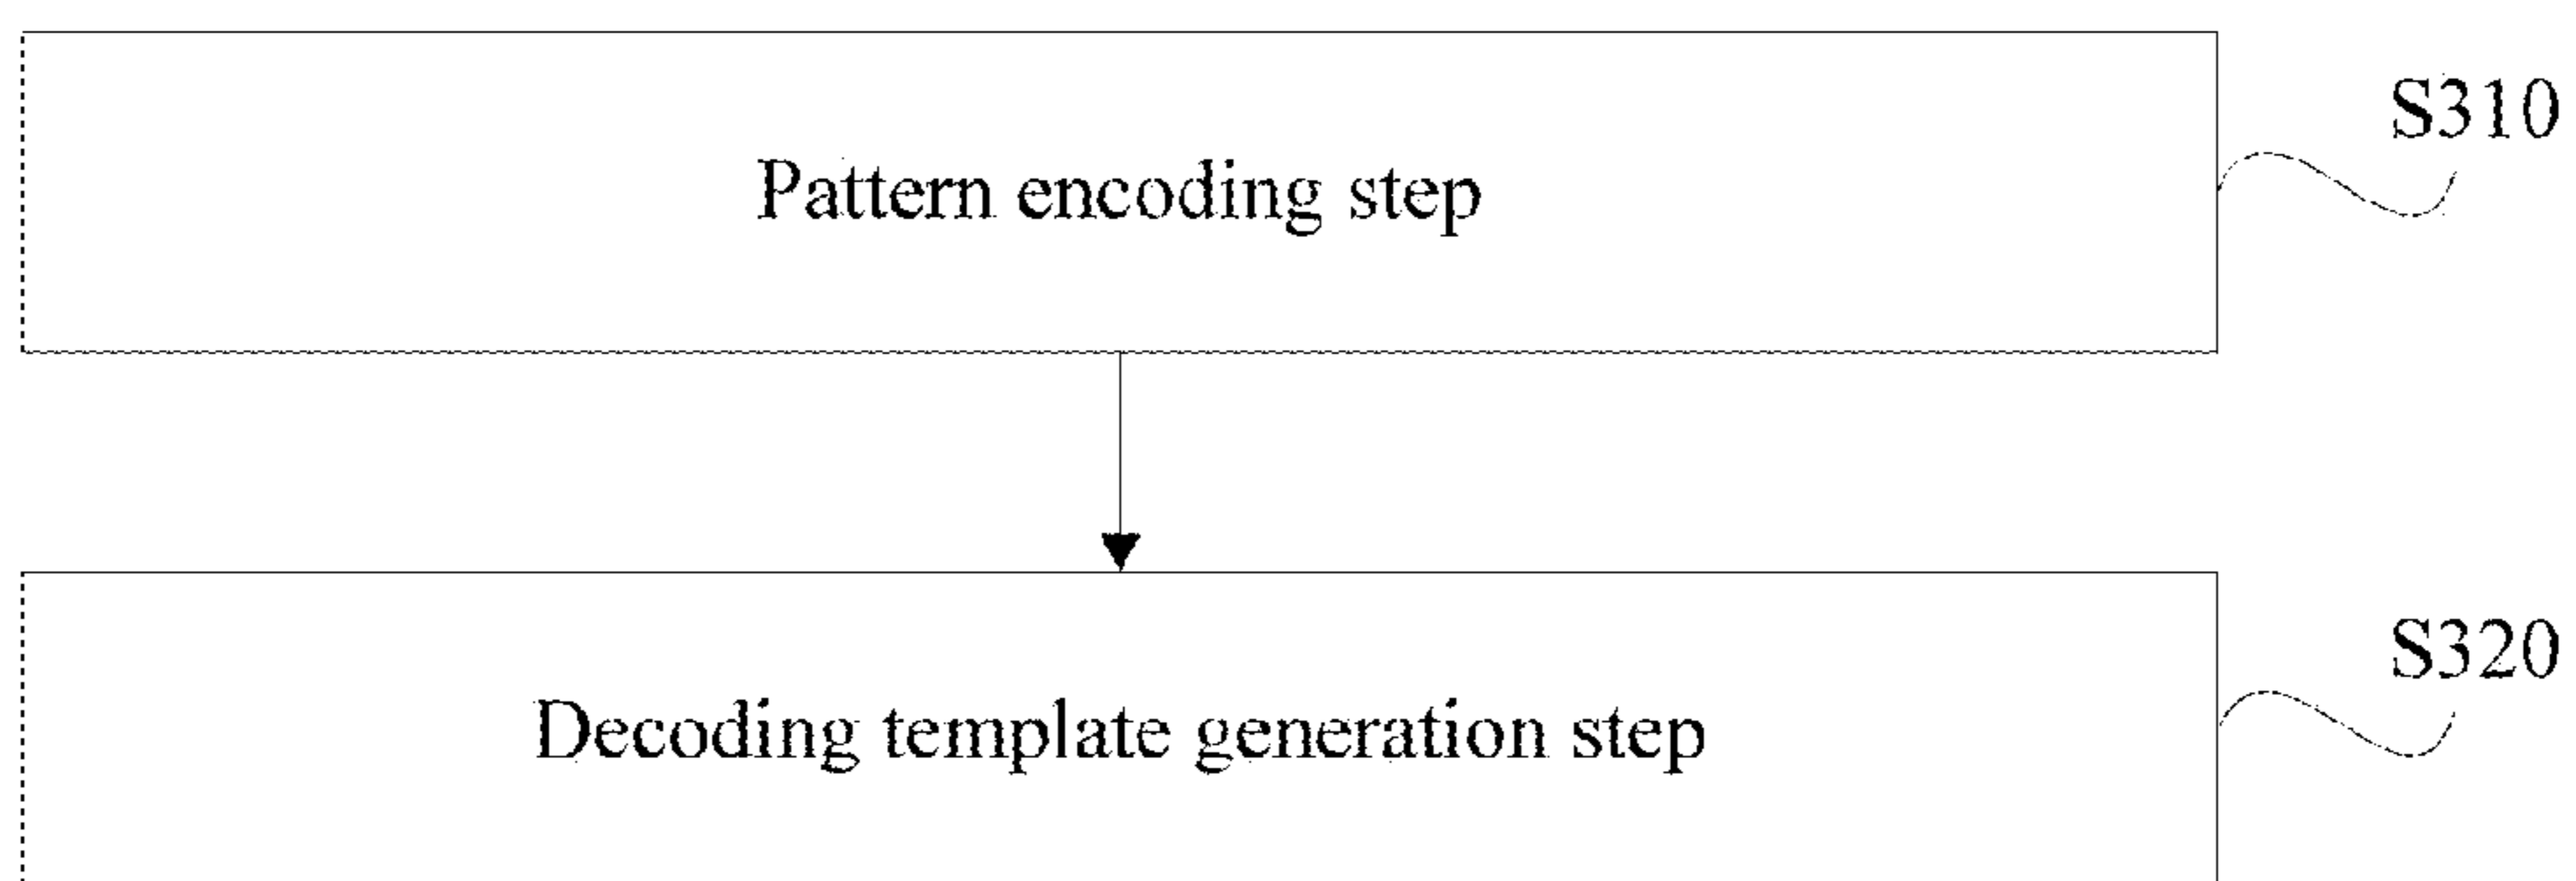 S310
Pattern encoding step
S320
Decoding template generation step